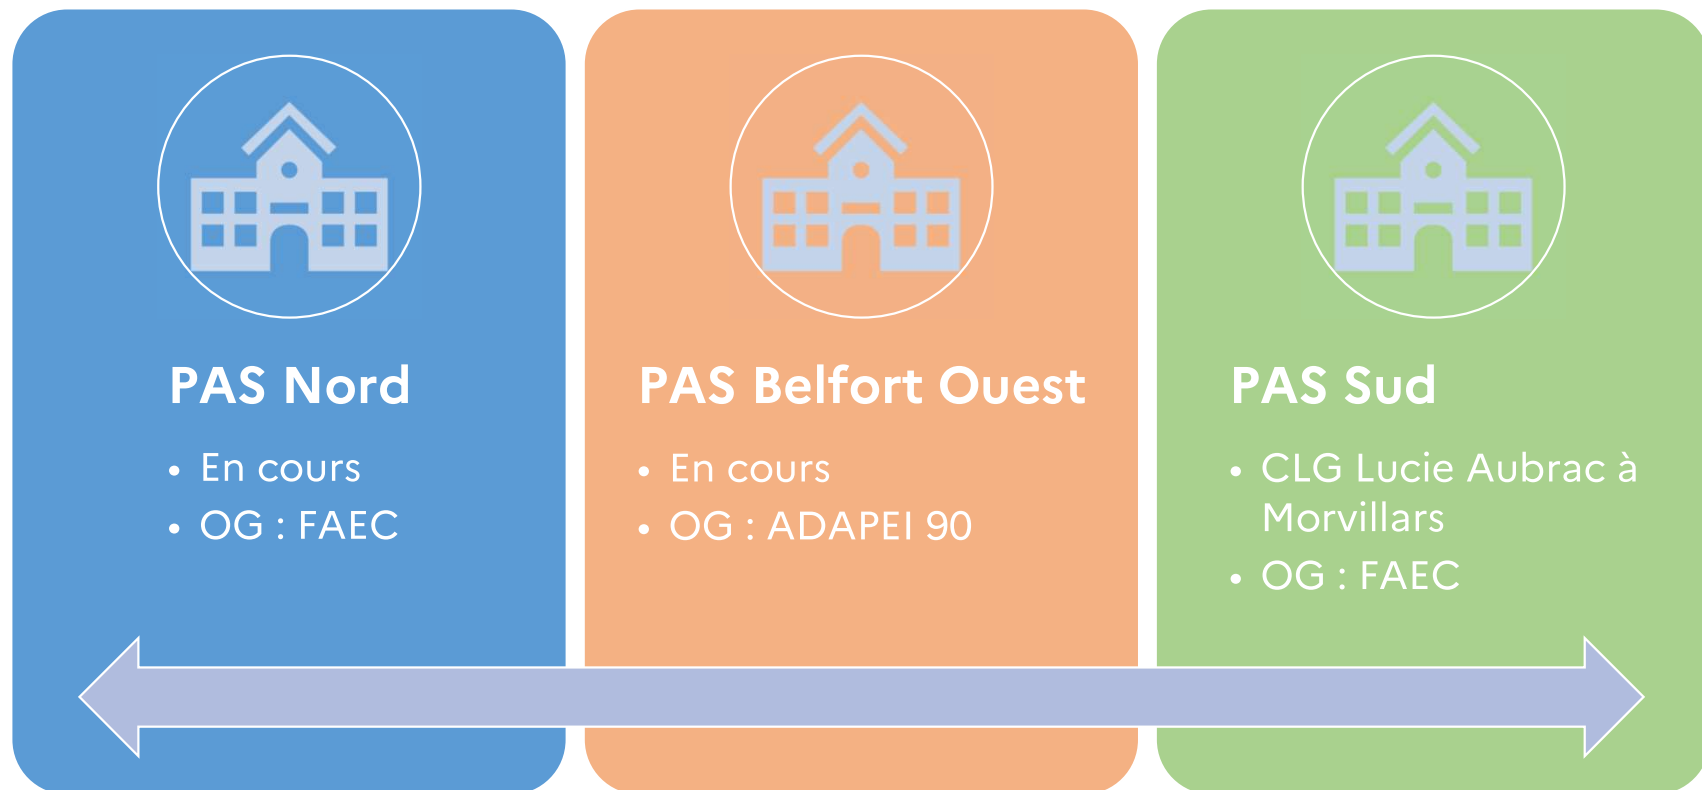 PAS Nord
• En cours
• OG : FAEC
PAS Belfort Ouest
• En cours
• OG : ADAPEI 90
PAS Sud
• CLG Lucie Aubrac à
Morvillars
• OG : FAEC